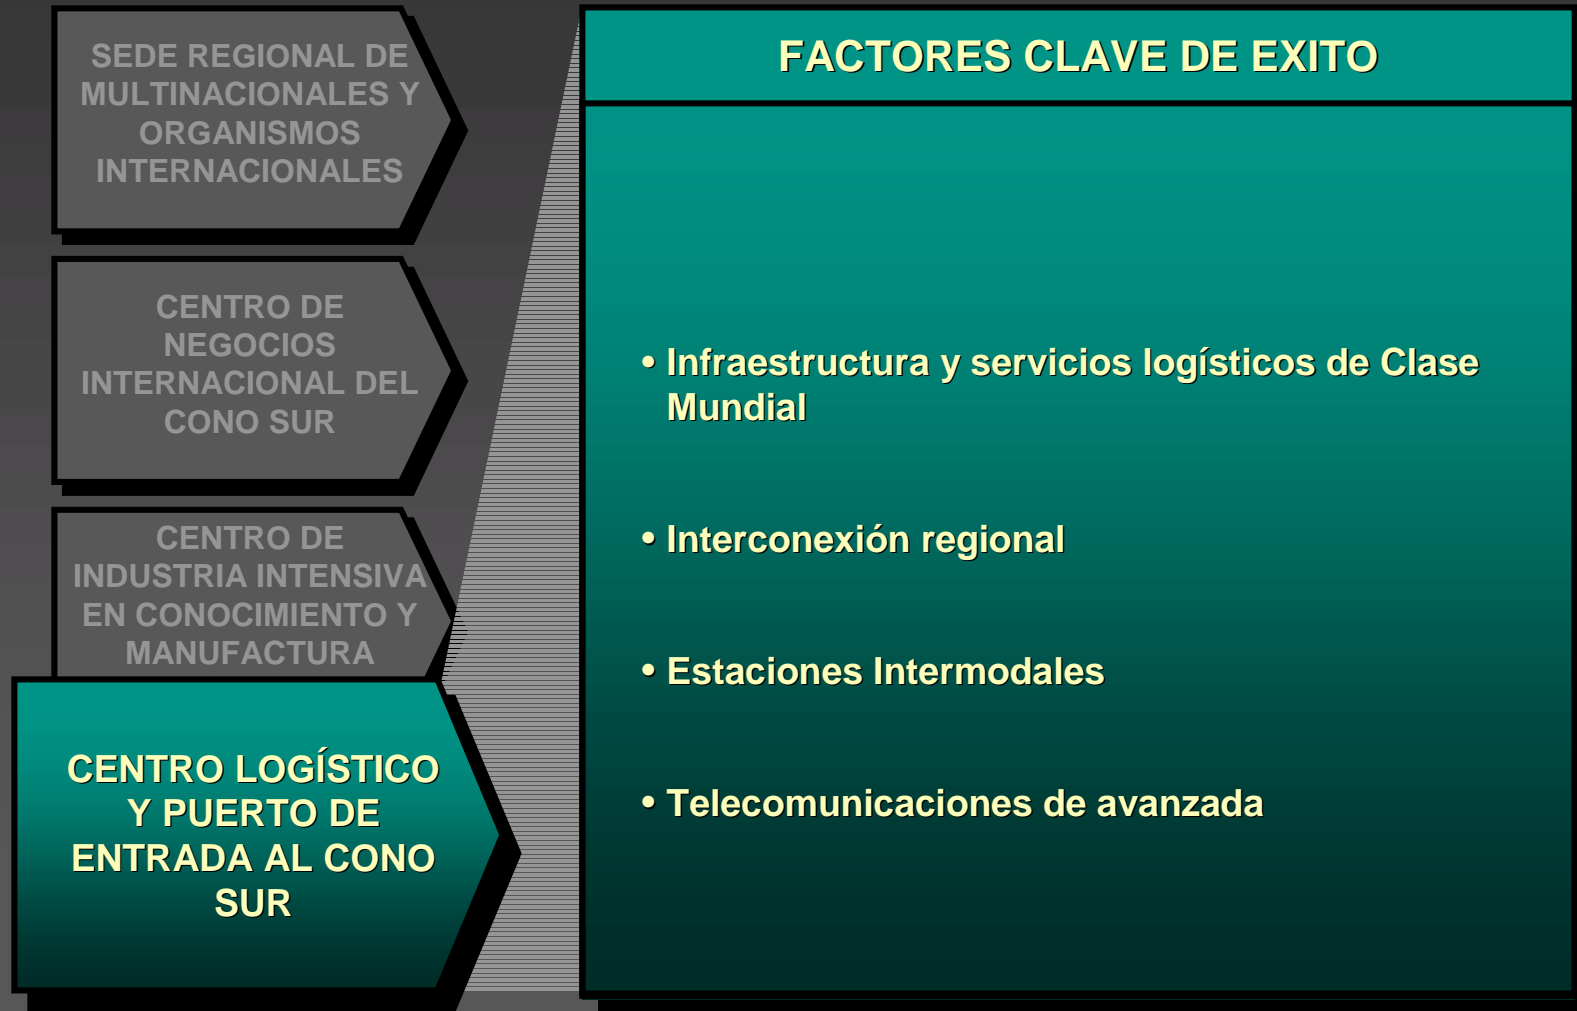 SEDE REGIONAL DE
MULTINACIONALES Y
ORGANISMOS
INTERNACIONALES
CENTRO DE
NEGOCIOS
INTERNACIONAL DEL
CONO SUR
CENTRO DE
INDUSTRIA INTENSIVA
EN CONOCIMIENTO Y
MANUFACTURA
CENTRO LOGÍSTICO
Y PUERTO DE
ENTRADA AL CONO
SUR
FACTORES CLAVE DE EXITO
• Infraestructura y servicios logísticos de Clase
Mundial
• Interconexión regional
• Estaciones Intermodales
• Telecomunicaciones de avanzada